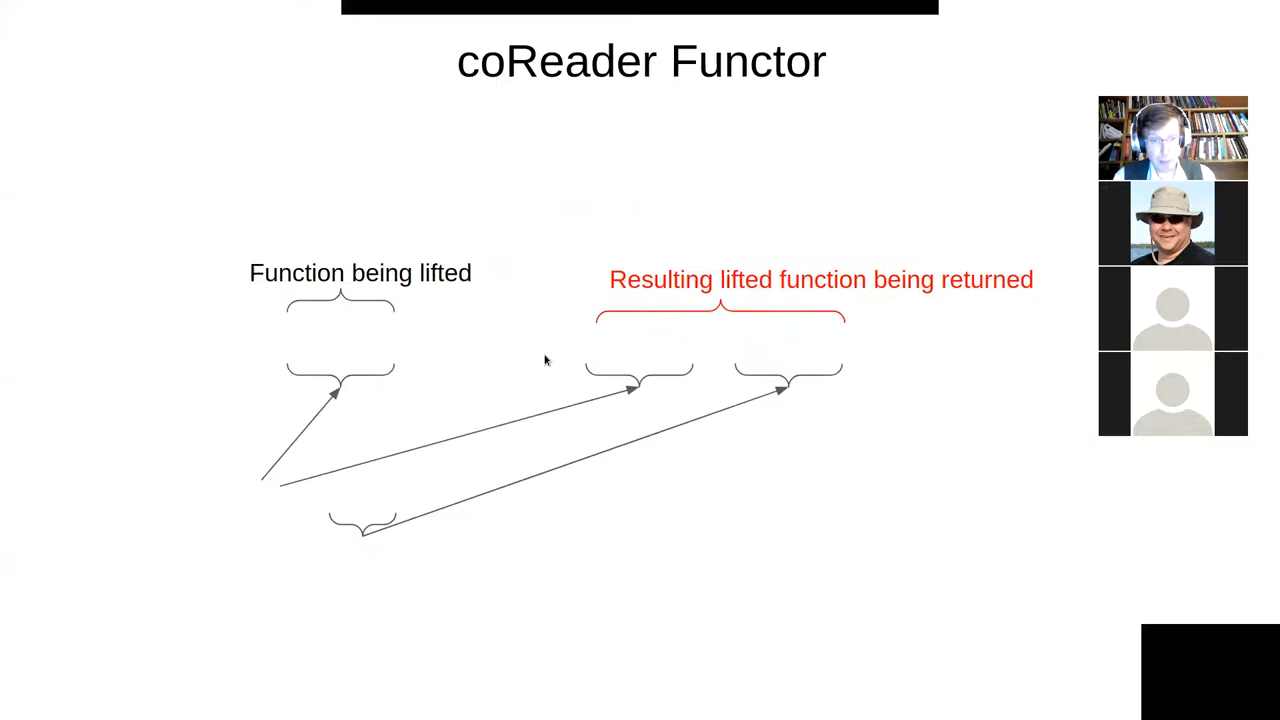 coReader Functor
Function being lifted
Resulting lifted function being returned